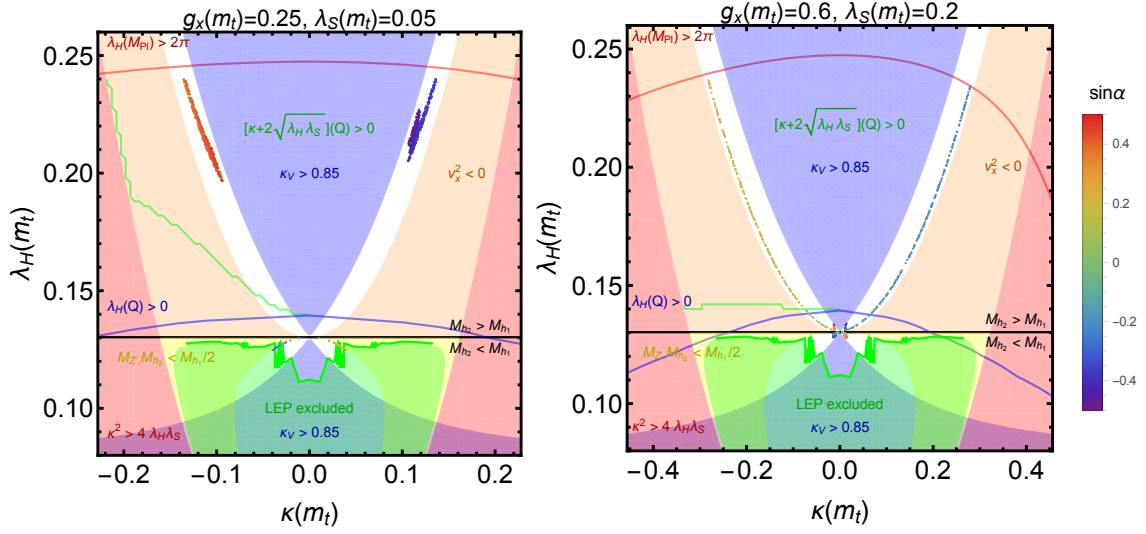 g_x(m_t)=0.25, λ_S(m_t)=0.05
λ_H(M_Pl) > 2π
[κ+2√(λ_H λ_S)](Q) > 0
κ_V > 0.85
v_x^2 < 0
λ_H(Q) > 0
M_h2 > M_h1
M_h2 < M_h1
M_Z', M_h2 < M_h1/2
LEP excluded
κ_V > 0.85
κ^2 > 4 λ_H λ_S
0.25
0.20
0.15
0.10
λ_H(m_t)
-0.2 -0.1 0.0 0.1 0.2
κ(m_t)
g_x(m_t)=0.6, λ_S(m_t)=0.2
λ_H(M_Pl) > 2π
[κ+2√(λ_H λ_S)](Q) > 0
κ_V > 0.85
v_x^2 < 0
λ_H(Q) > 0
M_h2 > M_h1
M_h2 < M_h1
M_Z', M_h2 < M_h1/2
LEP excluded
κ_V > 0.85
κ^2 > 4 λ_H λ_S
0.25
0.20
0.15
0.10
λ_H(m_t)
-0.4 -0.2 0.0 0.2 0.4
κ(m_t)
sinα
0.4
0.2
0
-0.2
-0.4